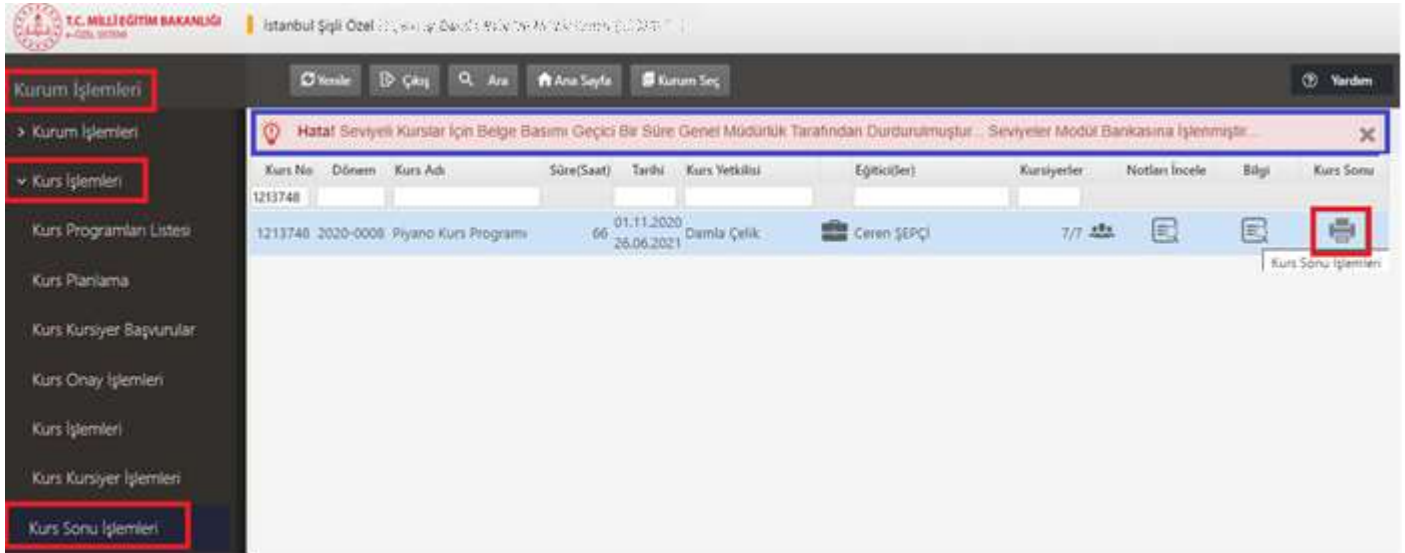 T.C. MİLLİ EĞİTİM BAKANLIĞI
e-ÖZEL SİSTEMİ
İstanbul Şişli Özel
Kurum İşlemleri
Yenile Çıkış Ara Ana Sayfa Kurum Seç Yardım
> Kurum İşlemleri
Hata! Seviyeli Kurslar İçin Belge Basımı Geçici Bir Süre Genel Müdürlük Tarafından Durdurulmuştur... Seviyeler Modül Bankasına İşlenmiştir...
Kurs İşlemleri
Kurs No Dönem Kurs Adı Süre(Saat) Tarihi Kurs Yetkilisi Eğitici(ler) Kursiyerler Notları İncele Bilgi Kurs Sonu
1213748
1213748 2020-0008 Piyano Kurs Programı 66 01.11.2020 26.06.2021 Damla Çelik Ceren ŞEPÇİ 7/7
Kurs Sonu İşlemleri
Kurs Programları Listesi
Kurs Planlama
Kurs Kursiyer Başvurular
Kurs Onay İşlemleri
Kurs İşlemleri
Kurs Kursiyer İşlemleri
Kurs Sonu İşlemleri